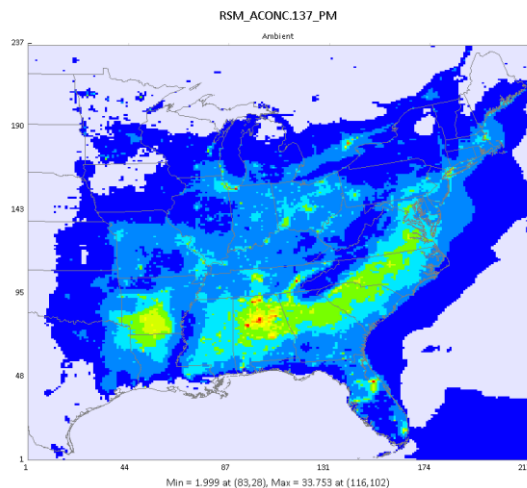 RSM_ACONC.137_PM
Ambient
237
190
143
95
48
1
1 44 87 131 174
Min = 1.999 at (83,28), Max = 33.753 at (116,102)